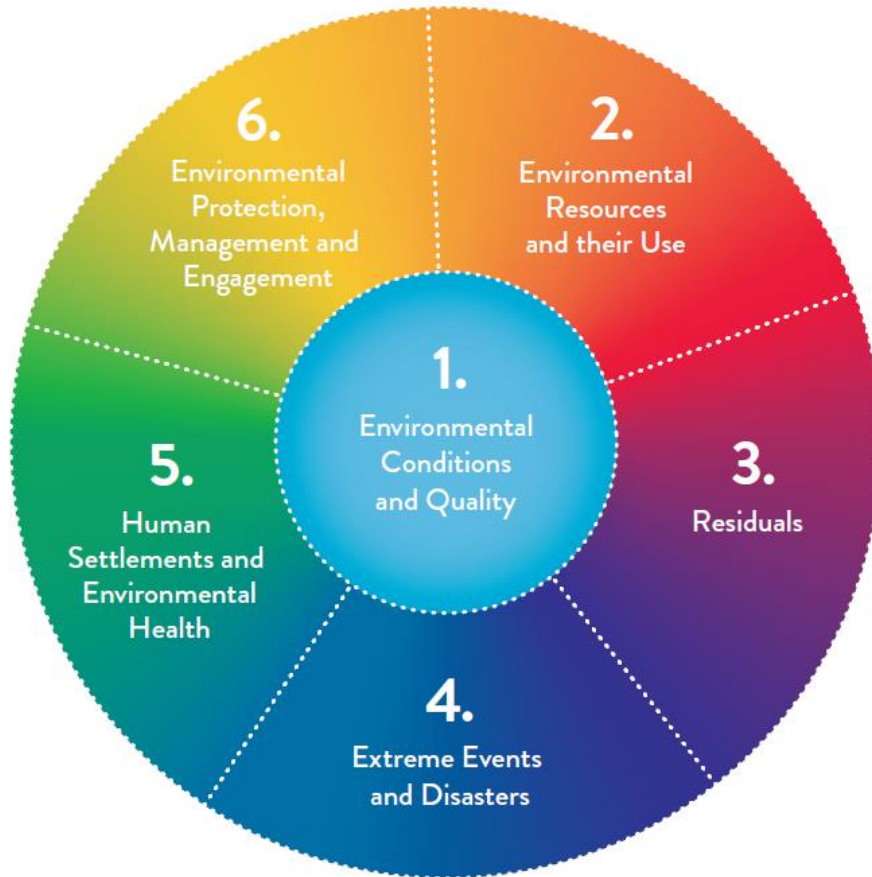 1.
Environmental
Conditions
and Quality
2.
Environmental
Resources
and their Use
3.
Residuals
4.
Extreme Events
and Disasters
5.
Human
Settlements and
Environmental
Health
6.
Environmental
Protection,
Management and
Engagement